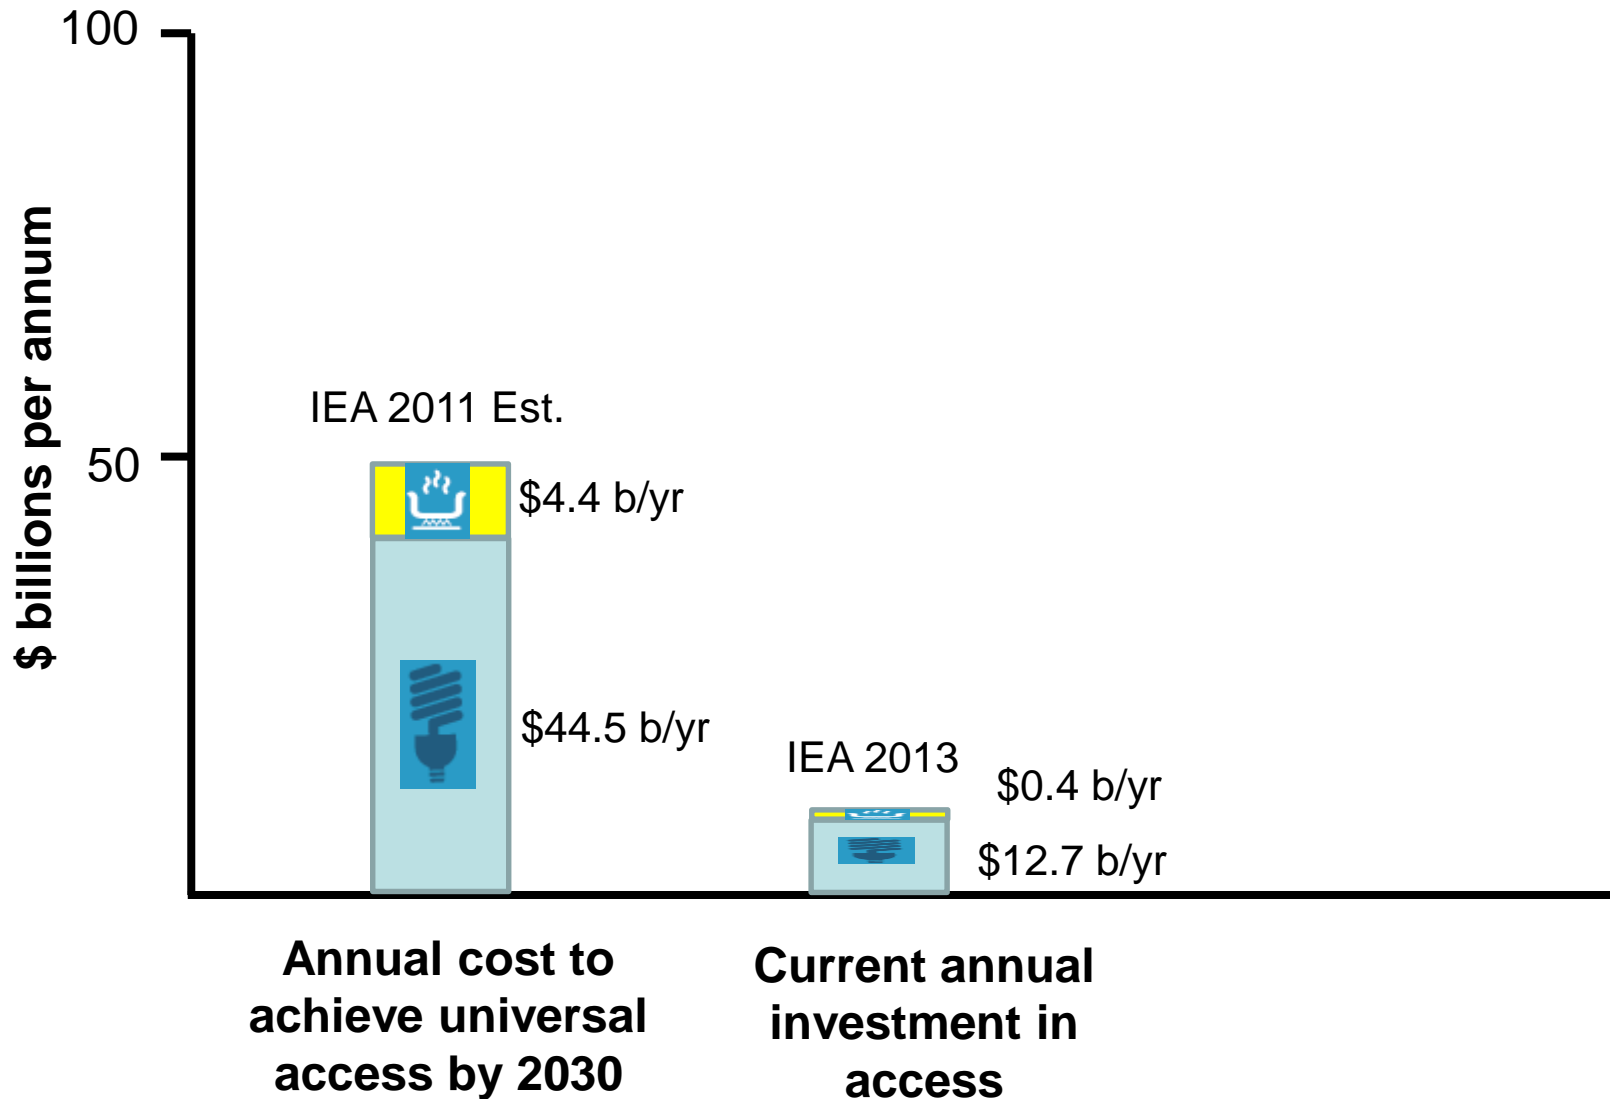 100
50
$ billions per annum
IEA 2011 Est.
$4.4 b/yr
$44.5 b/yr
IEA 2013
$0.4 b/yr
$12.7 b/yr
Annual cost to
achieve universal
access by 2030
Current annual
investment in
access